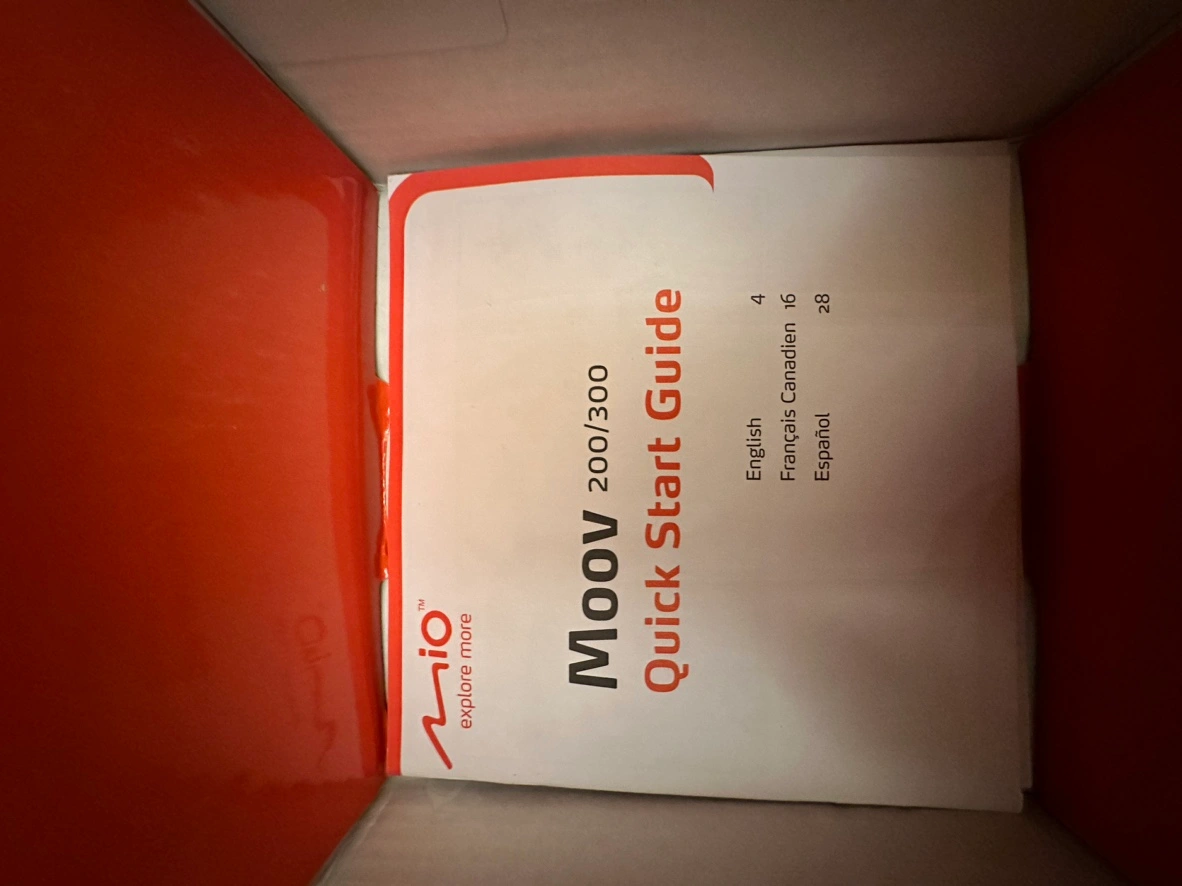 Mio™
explore more
Moov 200/300
Quick Start Guide
English 4
Français Canadien 16
Español 28